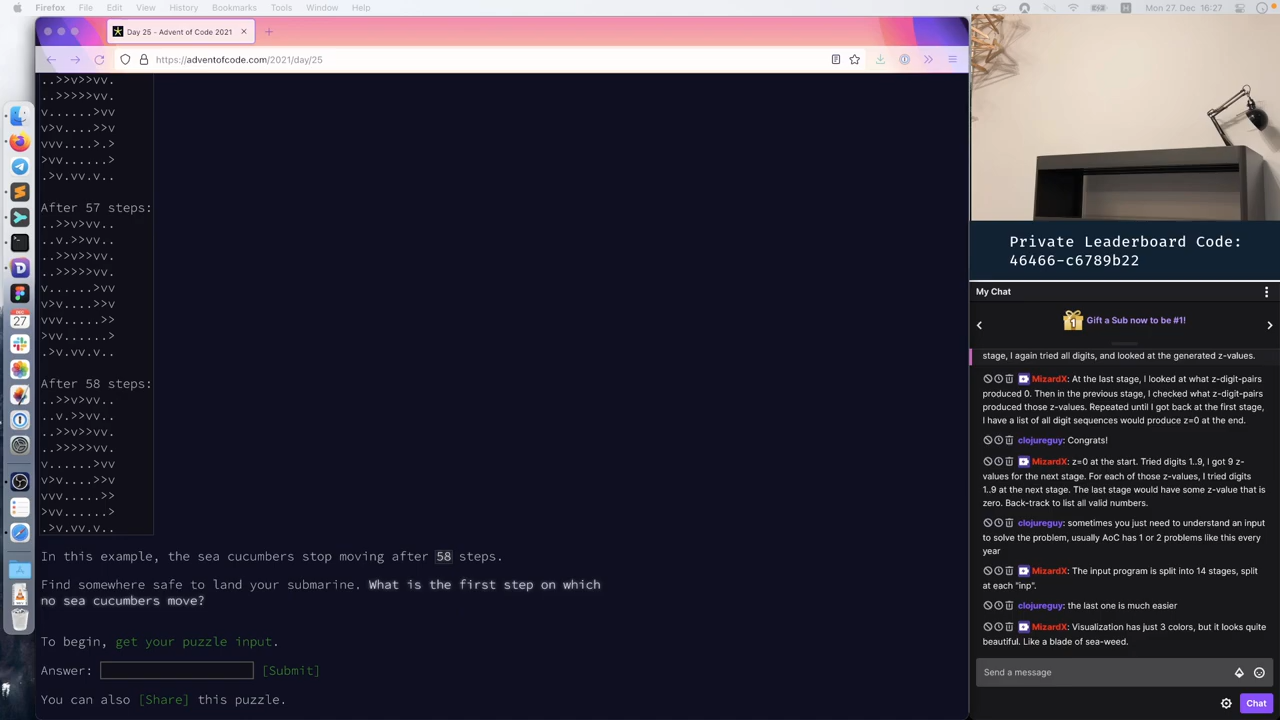 Firefox File Edit View History Bookmarks Tools Window Help
Mon 27. Dec 16:27
Day 25 - Advent of Code 2021
https://adventofcode.com/2021/day/25
..>>v>>vv.
..>>>>>vv.
v......>vv
v>v....>>v
vvv....>.>
>vv......>
.>v.vv.v..
After 57 steps:
..>>v>vv..
..v.>>vv..
..>>v>>vv.
..>>>>>vv.
v......>vv
v>v....>>v
vvv.....>>
>vv......>
.>v.vv.v..
After 58 steps:
..>>v>vv..
..v.>>vv..
..>>v>>vv.
..>>>>>vv.
v......>vv
v>v....>>v
vvv.....>>
>vv......>
.>v.vv.v..
In this example, the sea cucumbers stop moving after 58 steps.
Find somewhere safe to land your submarine. What is the first step on which
no sea cucumbers move?
To begin, get your puzzle input.
Answer: [Submit]
You can also [Share] this puzzle.
DEC
27
Private Leaderboard Code:
46466-c6789b22
My Chat
1
Gift a Sub now to be #1!
stage, I again tried all digits, and looked at the generated z-values.
MizardX: At the last stage, I looked at what z-digit-pairs
produced 0. Then in the previous stage, I checked what z-digit-pairs
produced those z-values. Repeated until I got back at the first stage,
I have a list of all digit sequences would produce z=0 at the end.
clojureguy: Congrats!
MizardX: z=0 at the start. Tried digits 1..9, I got 9 z-
values for the next stage. For each of those z-values, I tried digits
1..9 at the next stage. The last stage would have some z-value that is
zero. Back-track to list all valid numbers.
clojureguy: sometimes you just need to understand an input
to solve the problem, usually AoC has 1 or 2 problems like this every
year
MizardX: The input program is split into 14 stages, split
at each "inp".
clojureguy: the last one is much easier
MizardX: Visualization has just 3 colors, but it looks quite
beautiful. Like a blade of sea-weed.
Send a message
Chat